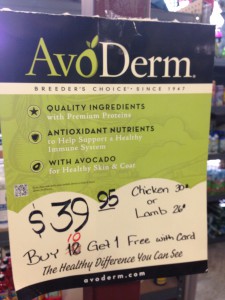 AvoDerm
BREEDER'S CHOICE • SINCE 1947
QUALITY INGREDIENTS
with Premium Proteins
ANTIOXIDANT NUTRIENTS
to Help Support a Healthy
Immune System
WITH AVOCADO
for Healthy Skin & Coat
$39 95
Chicken 30#
or
Lamb 26#
10
Buy 12 Get 1 Free with Card
The Healthy Difference You Can See
avoderm.com